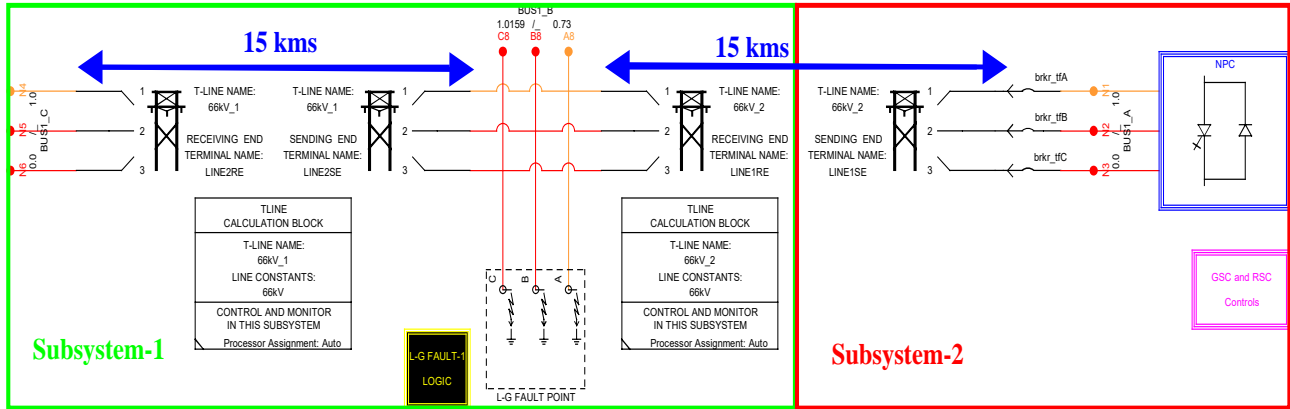 BUS1_B
1.0159 /_ 0.73
C8 B8 A8
15 kms
15 kms
N4
N5
N6
1.0
0.0 /_
BUS1_C
1
2
3
T-LINE NAME:
66kV_1
RECEIVING END
TERMINAL NAME:
LINE2RE
T-LINE NAME:
66kV_1
SENDING END
TERMINAL NAME:
LINE2SE
1
2
3
1
2
3
T-LINE NAME:
66kV_2
RECEIVING END
TERMINAL NAME:
LINE1RE
T-LINE NAME:
66kV_2
SENDING END
TERMINAL NAME:
LINE1SE
1
2
3
brkr_tfA
brkr_tfB
brkr_tfC
N1
N2
N3
1.0
0.0 /_
BUS1_A
NPC
TLINE
CALCULATION BLOCK
T-LINE NAME:
66kV_1
LINE CONSTANTS:
66kV
CONTROL AND MONITOR
IN THIS SUBSYSTEM
Processor Assignment: Auto
C B A
L-G FAULT POINT
TLINE
CALCULATION BLOCK
T-LINE NAME:
66kV_2
LINE CONSTANTS:
66kV
CONTROL AND MONITOR
IN THIS SUBSYSTEM
Processor Assignment: Auto
GSC and RSC
Controls
L-G FAULT-1
LOGIC
Subsystem-1
Subsystem-2